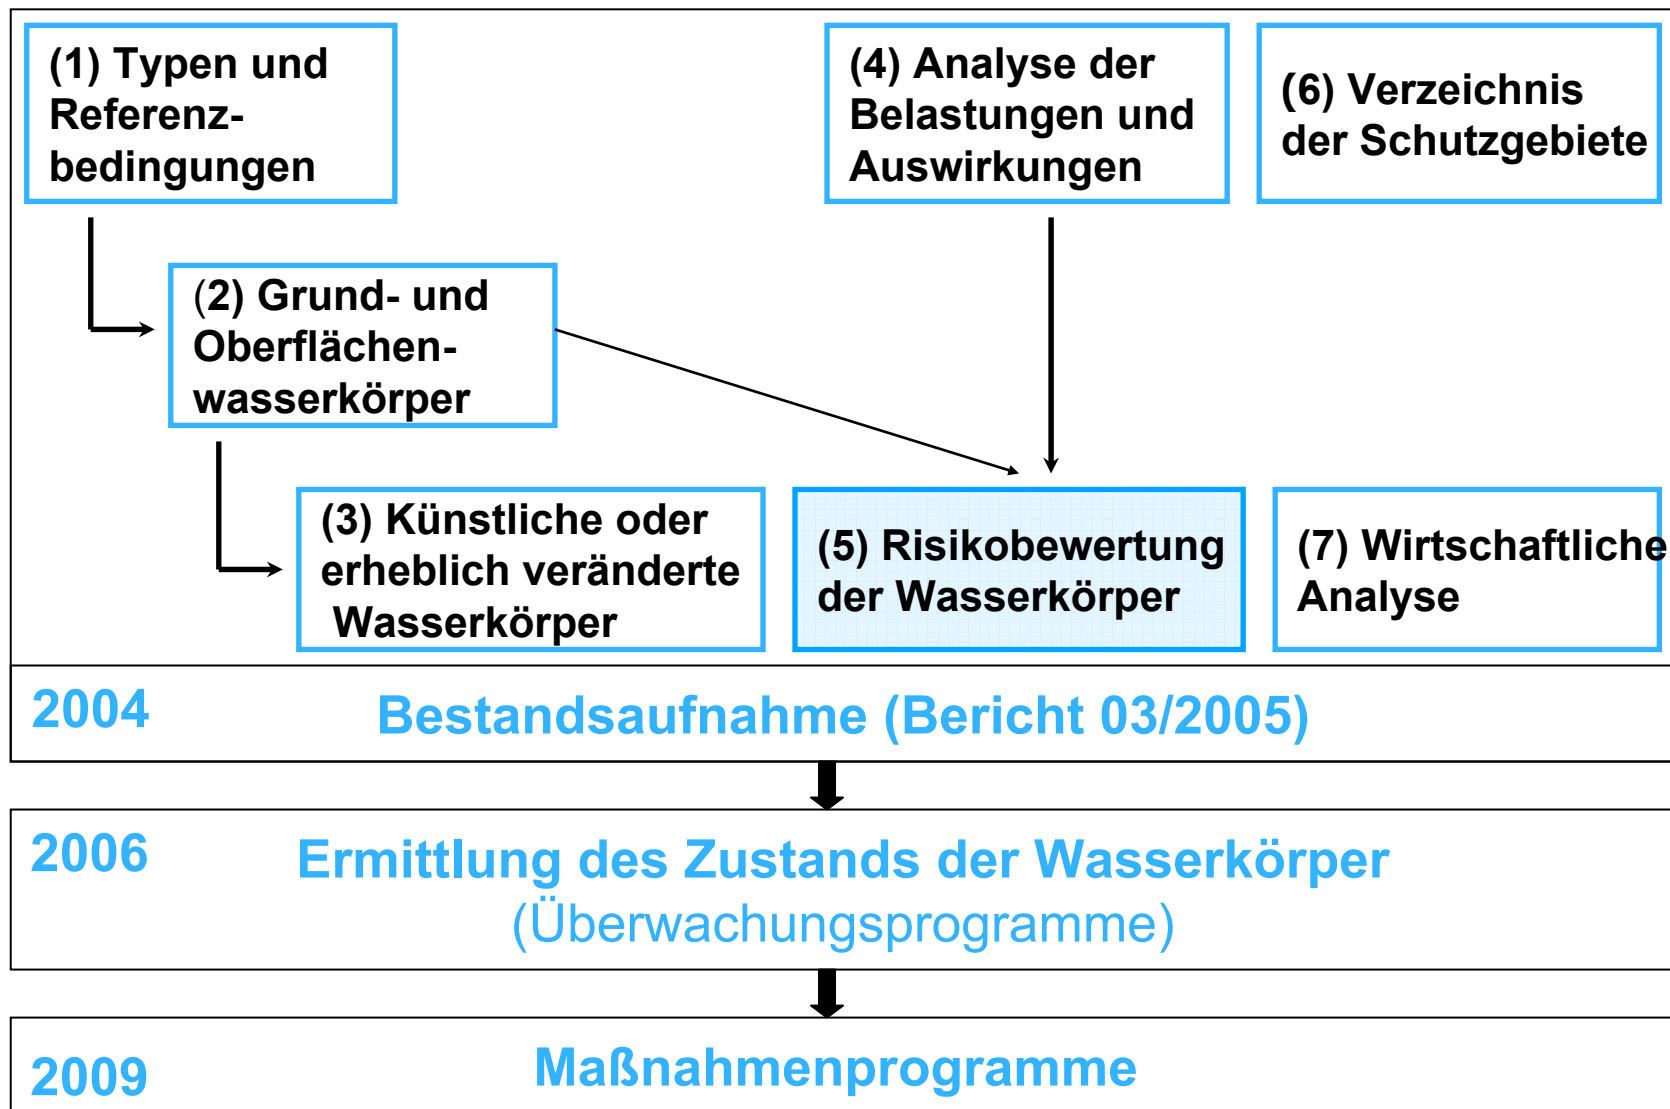 (1) Typen und
Referenz-
bedingungen
(4) Analyse der
Belastungen und
Auswirkungen
(6) Verzeichnis
der Schutzgebiete
(2) Grund- und
Oberflächen-
wasserkörper
(3) Künstliche oder
erheblich veränderte
Wasserkörper
(5) Risikobewertung
der Wasserkörper
(7) Wirtschaftliche
Analyse
2004 Bestandsaufnahme (Bericht 03/2005)
2006 Ermittlung des Zustands der Wasserkörper
(Überwachungsprogramme)
2009 Maßnahmenprogramme